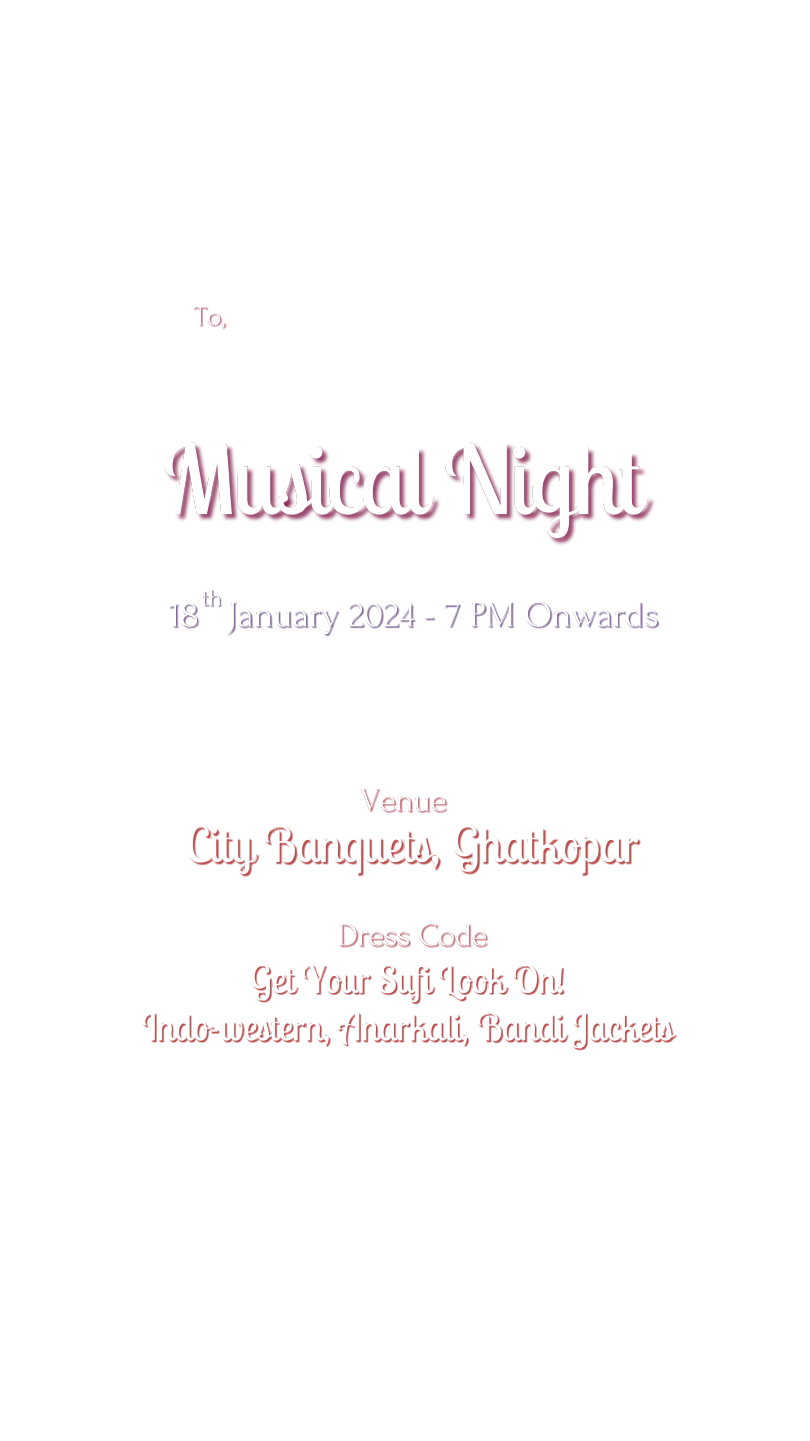 To,
Musical Night
18th January 2024 - 7 PM Onwards
Venue
City Banquets, Ghatkopar
Dress Code
Get Your Sufi Look On!
Indo-western, Anarkali, Bandi Jackets